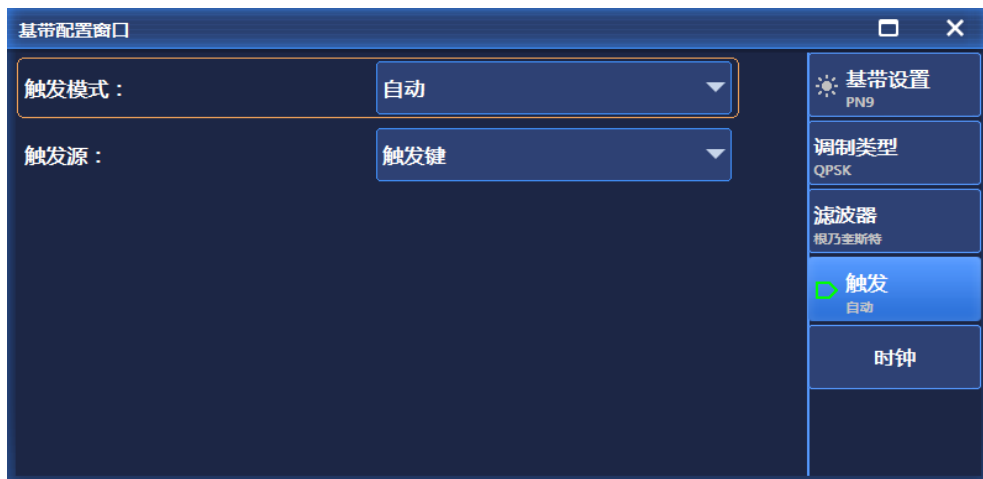 基带配置窗口
触发模式：
自动
触发源：
触发键
基带设置
PN9
调制类型
QPSK
滤波器
根乃奎斯特
触发
自动
时钟